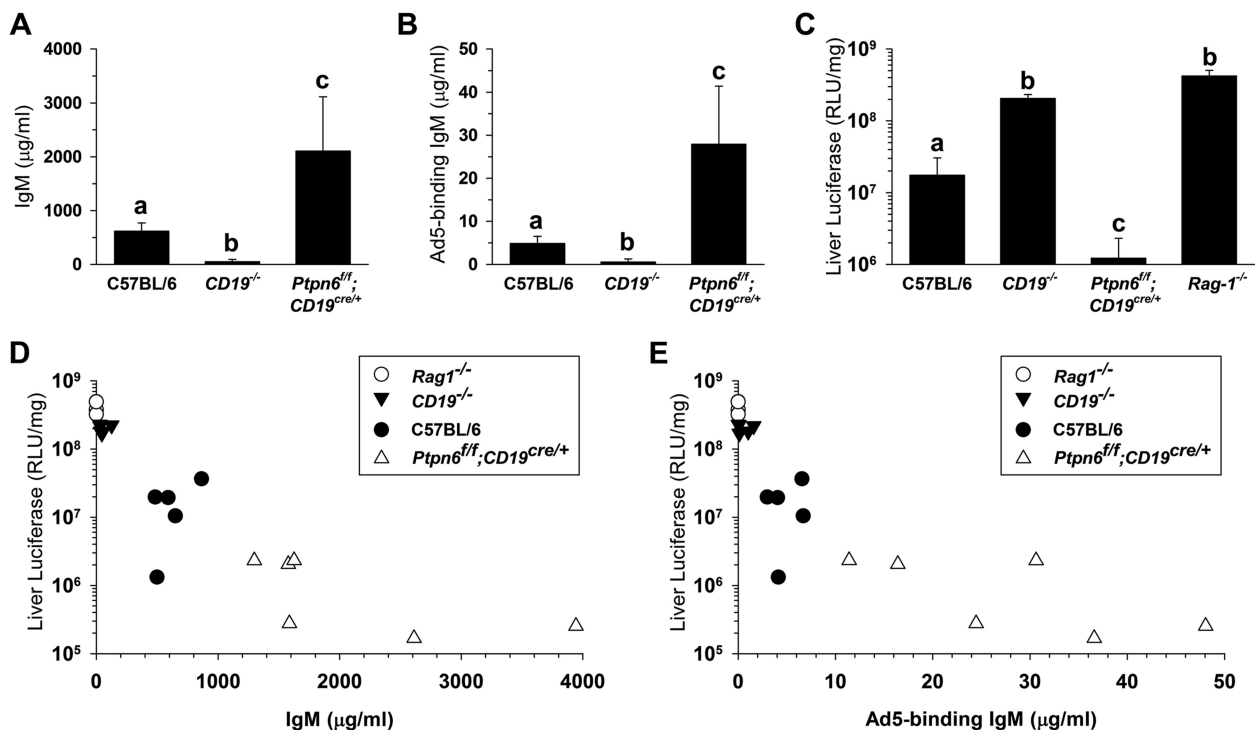 A
IgM (μg/ml)
4000
3000
2000
1000
0
a
b
c
C57BL/6
CD19-/-
Ptpn6f/f;
CD19cre/+
B
Ad5-binding IgM (μg/ml)
50
40
30
20
10
0
a
b
c
C57BL/6
CD19-/-
Ptpn6f/f;
CD19cre/+
C
Liver Luciferase (RLU/mg)
10⁹
10⁸
10⁷
10⁶
a
b
c
b
C57BL/6
CD19-/-
Ptpn6f/f;
CD19cre/+
Rag-1-/-
D
Liver Luciferase (RLU/mg)
10⁹
10⁸
10⁷
10⁶
10⁵
Rag1-/-
CD19-/-
C57BL/6
Ptpn6f/f;CD19cre/+
0 1000 2000 3000 4000
IgM (μg/ml)
E
Liver Luciferase (RLU/mg)
10⁹
10⁸
10⁷
10⁶
10⁵
Rag1-/-
CD19-/-
C57BL/6
Ptpn6f/f;CD19cre/+
0 10 20 30 40 50
Ad5-binding IgM (μg/ml)